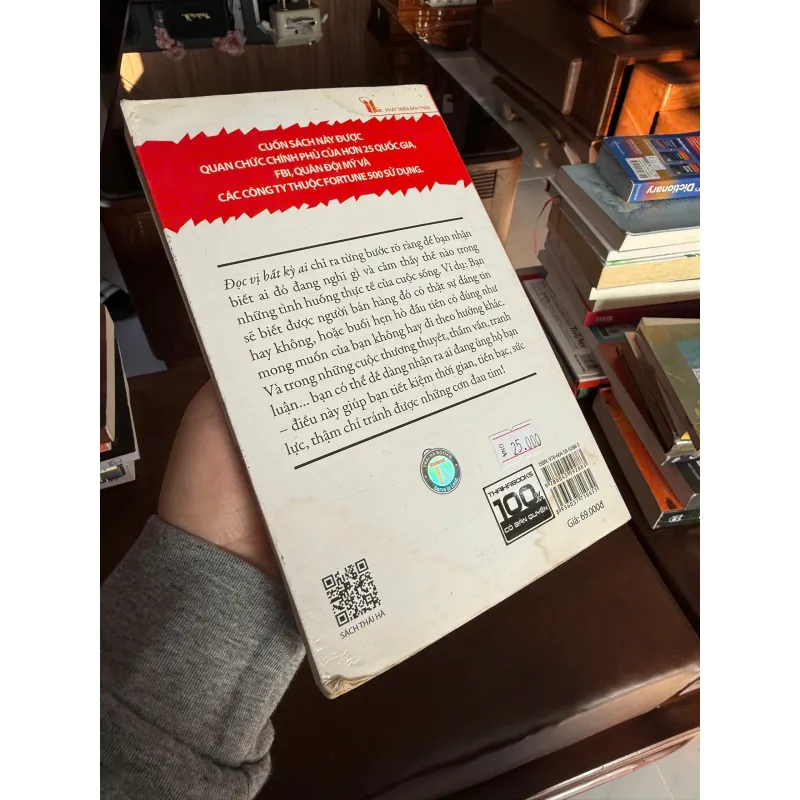 PHÁT TRIỂN BẢN THÂN
CUỐN SÁCH NÀY ĐƯỢC
QUAN CHỨC CHÍNH PHỦ CỦA HƠN 25 QUỐC GIA,
FBI, QUÂN ĐỘI MỸ VÀ
CÁC CÔNG TY THUỘC FORTUNE 500 SỬ DỤNG.
Đọc vị bất kỳ ai chỉ ra từng bước rõ ràng để bạn nhận
biết ai đó đang nghĩ gì và cảm thấy thế nào trong
những tình huống thực tế của cuộc sống. Ví dụ: Bạn
sẽ biết được người bán hàng đó có thật sự đáng tin
hay không, hoặc buổi hẹn hò đầu tiên có đúng như
mong muốn của bạn không hay đi theo hướng khác.
Và trong những cuộc thương thuyết, thẩm vấn, tranh
luận... bạn có thể dễ dàng nhận ra ai đang ủng hộ bạn
– điều này giúp bạn tiết kiệm thời gian, tiền bạc, sức
lực, thậm chí tránh được những cơn đau tim!
VND
25.000
THAIHABOOKS
100%
CÓ BẢN QUYỀN
Giá: 69.000đ
SÁCH THÁI HÀ
Dictionary